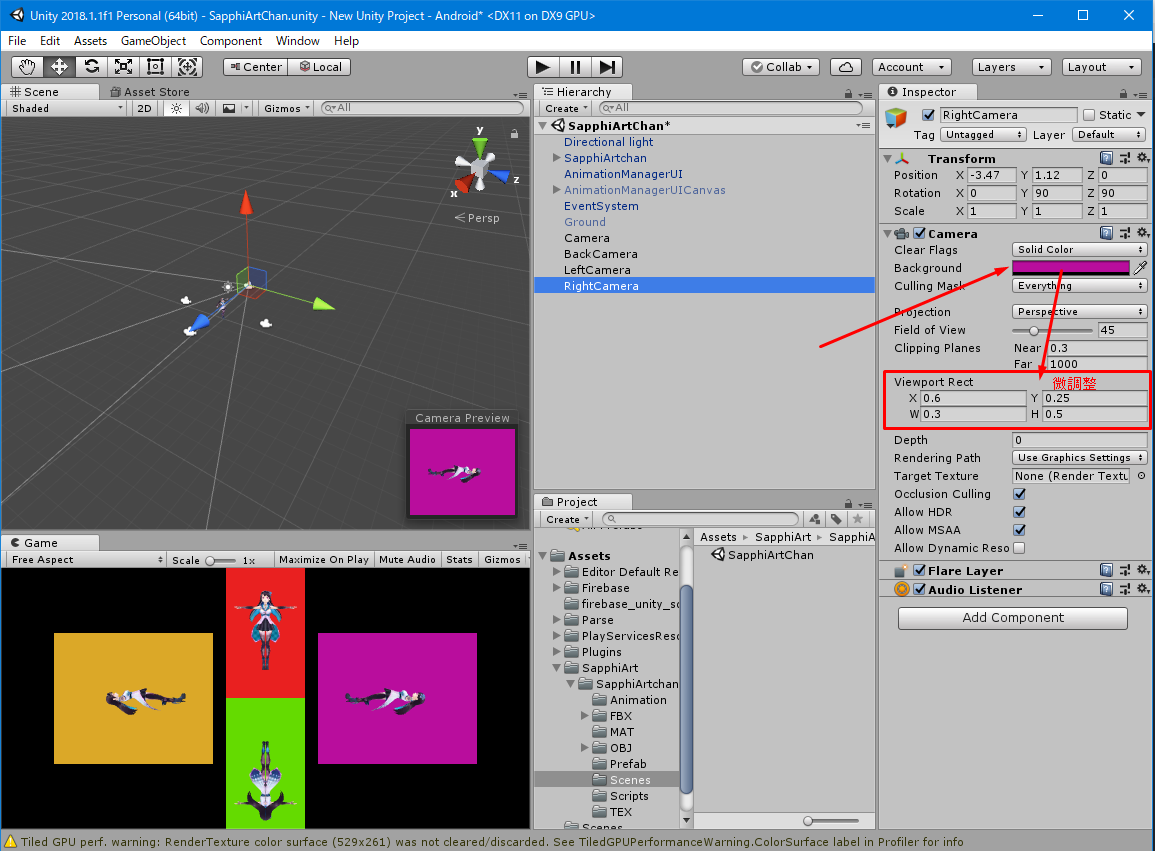 Unity 2018.1.1f1 Personal (64bit) - SapphiArtChan.unity - New Unity Project - Android* <DX11 on DX9 GPU>
File Edit Assets GameObject Component Window Help
Center Local Collab Account Layers Layout
Scene Asset Store
Shaded 2D Gizmos All
y
x z
Persp
Camera Preview
Game
Free Aspect Scale 1x Maximize On Play Mute Audio Stats Gizmos
Hierarchy
Create All
SapphiArtChan*
Directional light
SapphiArtchan
AnimationManagerUI
AnimationManagerUICanvas
EventSystem
Ground
Camera
BackCamera
LeftCamera
RightCamera
Project
Create
Assets
Editor Default Re
Firebase
firebase_unity_s
Parse
PlayServicesReso
Plugins
SapphiArt
SapphiArtchan
Animation
FBX
MAT
OBJ
Prefab
Scenes
Scripts
TEX
Scenes
Assets SapphiArt SapphiA
SapphiArtChan
Inspector
RightCamera Static
Tag Untagged Layer Default
Transform
Position X -3.47 Y 1.12 Z 0
Rotation X 0 Y 90 Z 90
Scale X 1 Y 1 Z 1
Camera
Clear Flags Solid Color
Background
Culling Mask Everything
Projection Perspective
Field of View 45
Clipping Planes Near 0.3
Far 1000
Viewport Rect 微調整
X 0.6 Y 0.25
W 0.3 H 0.5
Depth 0
Rendering Path Use Graphics Settings
Target Texture None (Render Textu
Occlusion Culling
Allow HDR
Allow MSAA
Allow Dynamic Reso
Flare Layer
Audio Listener
Add Component
Tiled GPU perf. warning: RenderTexture color surface (529x261) was not cleared/discarded. See TiledGPUPerformanceWarning.ColorSurface label in Profiler for info